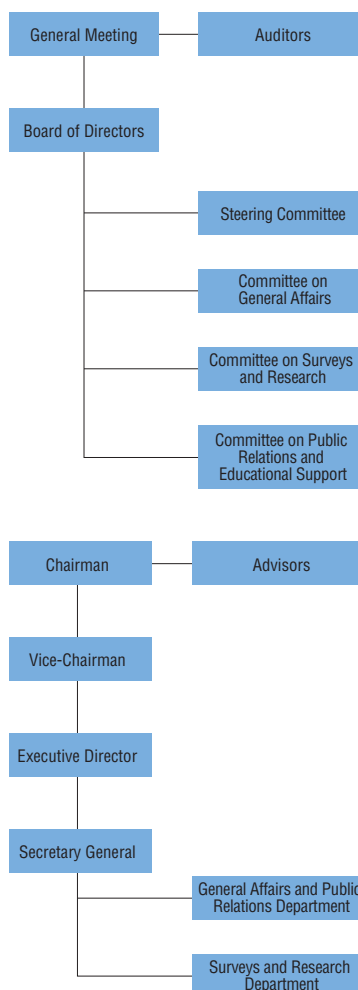 General Meeting
Auditors
Board of Directors
Steering Committee
Committee on
General Affairs
Committee on Surveys
and Research
Committee on Public
Relations and
Educational Support
Chairman
Advisors
Vice-Chairman
Executive Director
Secretary General
General Affairs and Public
Relations Department
Surveys and Research
Department